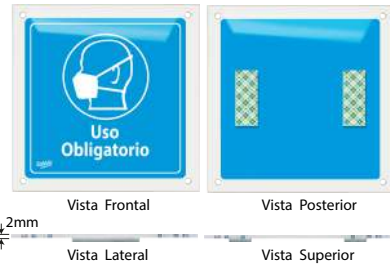 Uso
Obligatorio
Vista Frontal
Vista Posterior
2mm
Vista Lateral
Vista Superior